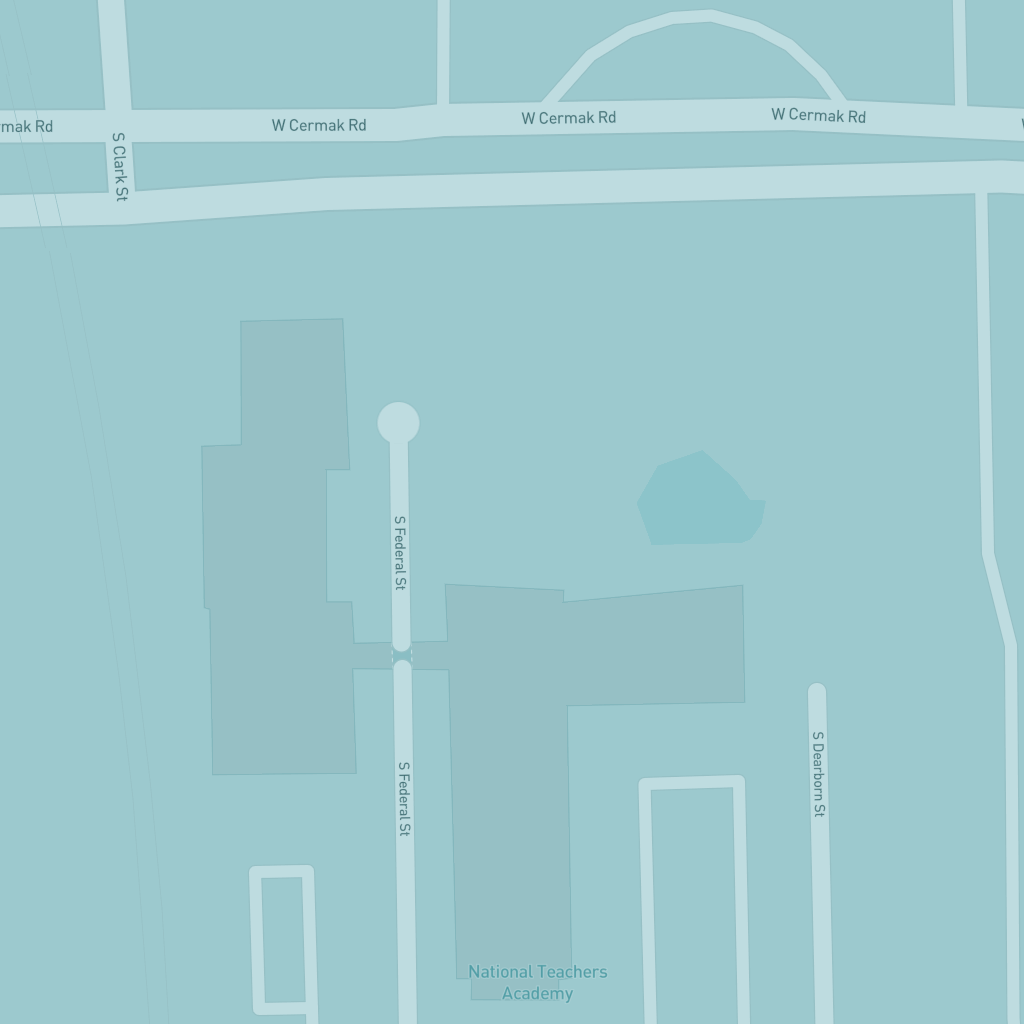 W Cermak Rd
W Cermak Rd
W Cermak Rd
mak Rd
S Clark St
S Federal St
S Federal St
S Dearborn St
National Teachers
Academy